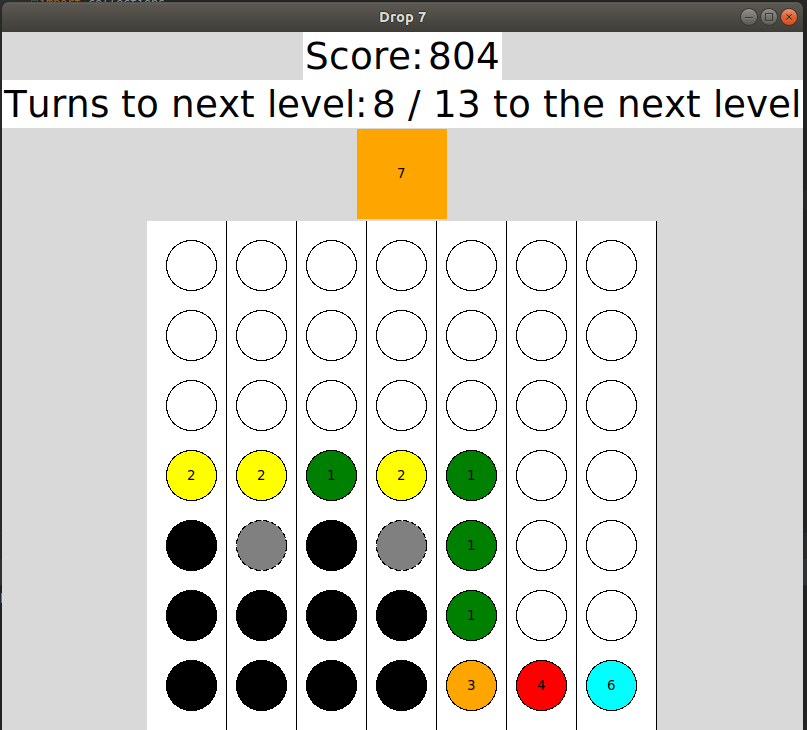 Drop 7
Score: 804
Turns to next level: 8 / 13 to the next level
7
2 2 1 2 1
1
1
3 4 6